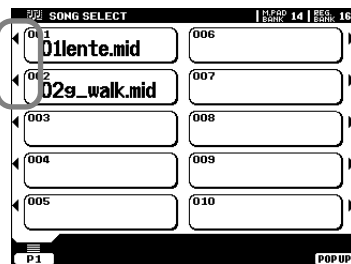 SONG SELECT
M.PAD BANK 14 REG. BANK 16
001
01lente.mid
002
02g_walk.mid
003
004
005
006
007
008
009
010
P1
POP UP